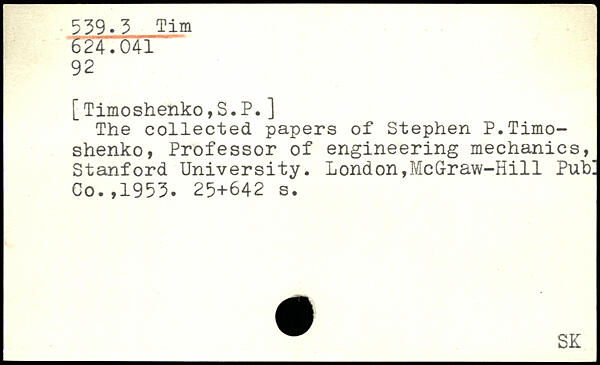 539.3 Tim
624.041
92
[Timoshenko,S.P.]
The collected papers of Stephen P.Timo-
shenko, Professor of engineering mechanics,
Stanford University. London,McGraw-Hill Publ
Co.,1953. 25+642 s.
SK